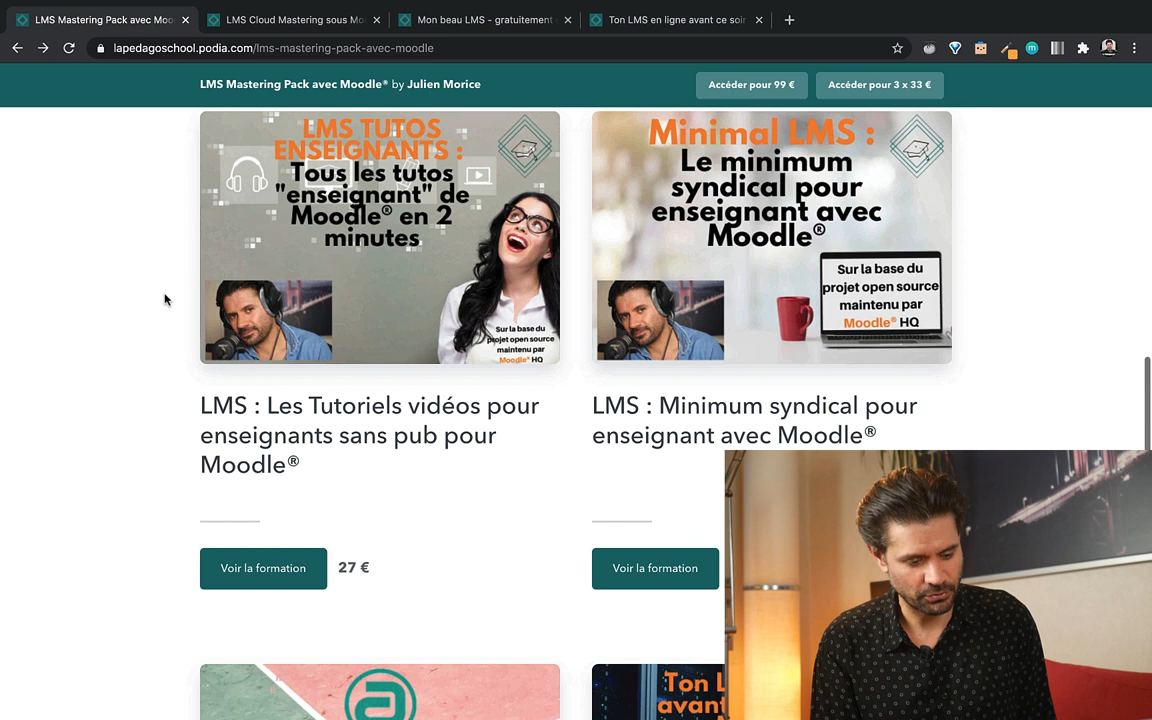 LMS Mastering Pack avec Moo
LMS Cloud Mastering sous Mo
Mon beau LMS - gratuitement
Ton LMS en ligne avant ce soir
lapedagoschool.podia.com/lms-mastering-pack-avec-moodle
LMS Mastering Pack avec Moodle® by Julien Morice
Accéder pour 99 €
Accéder pour 3 x 33 €
LMS TUTOS
ENSEIGNANTS :
Tous les tutos
"enseignant" de
Moodle® en 2
minutes
Sur la base du
projet open source
maintenu par
Moodle® HQ
Minimal LMS :
Le minimum
syndical pour
enseignant avec
Moodle®
Sur la base du
projet open source
maintenu par
Moodle® HQ
LMS : Les Tutoriels vidéos pour
enseignants sans pub pour
Moodle®
LMS : Minimum syndical pour
enseignant avec Moodle®
Voir la formation
27 €
Voir la formation
Ton L
avant